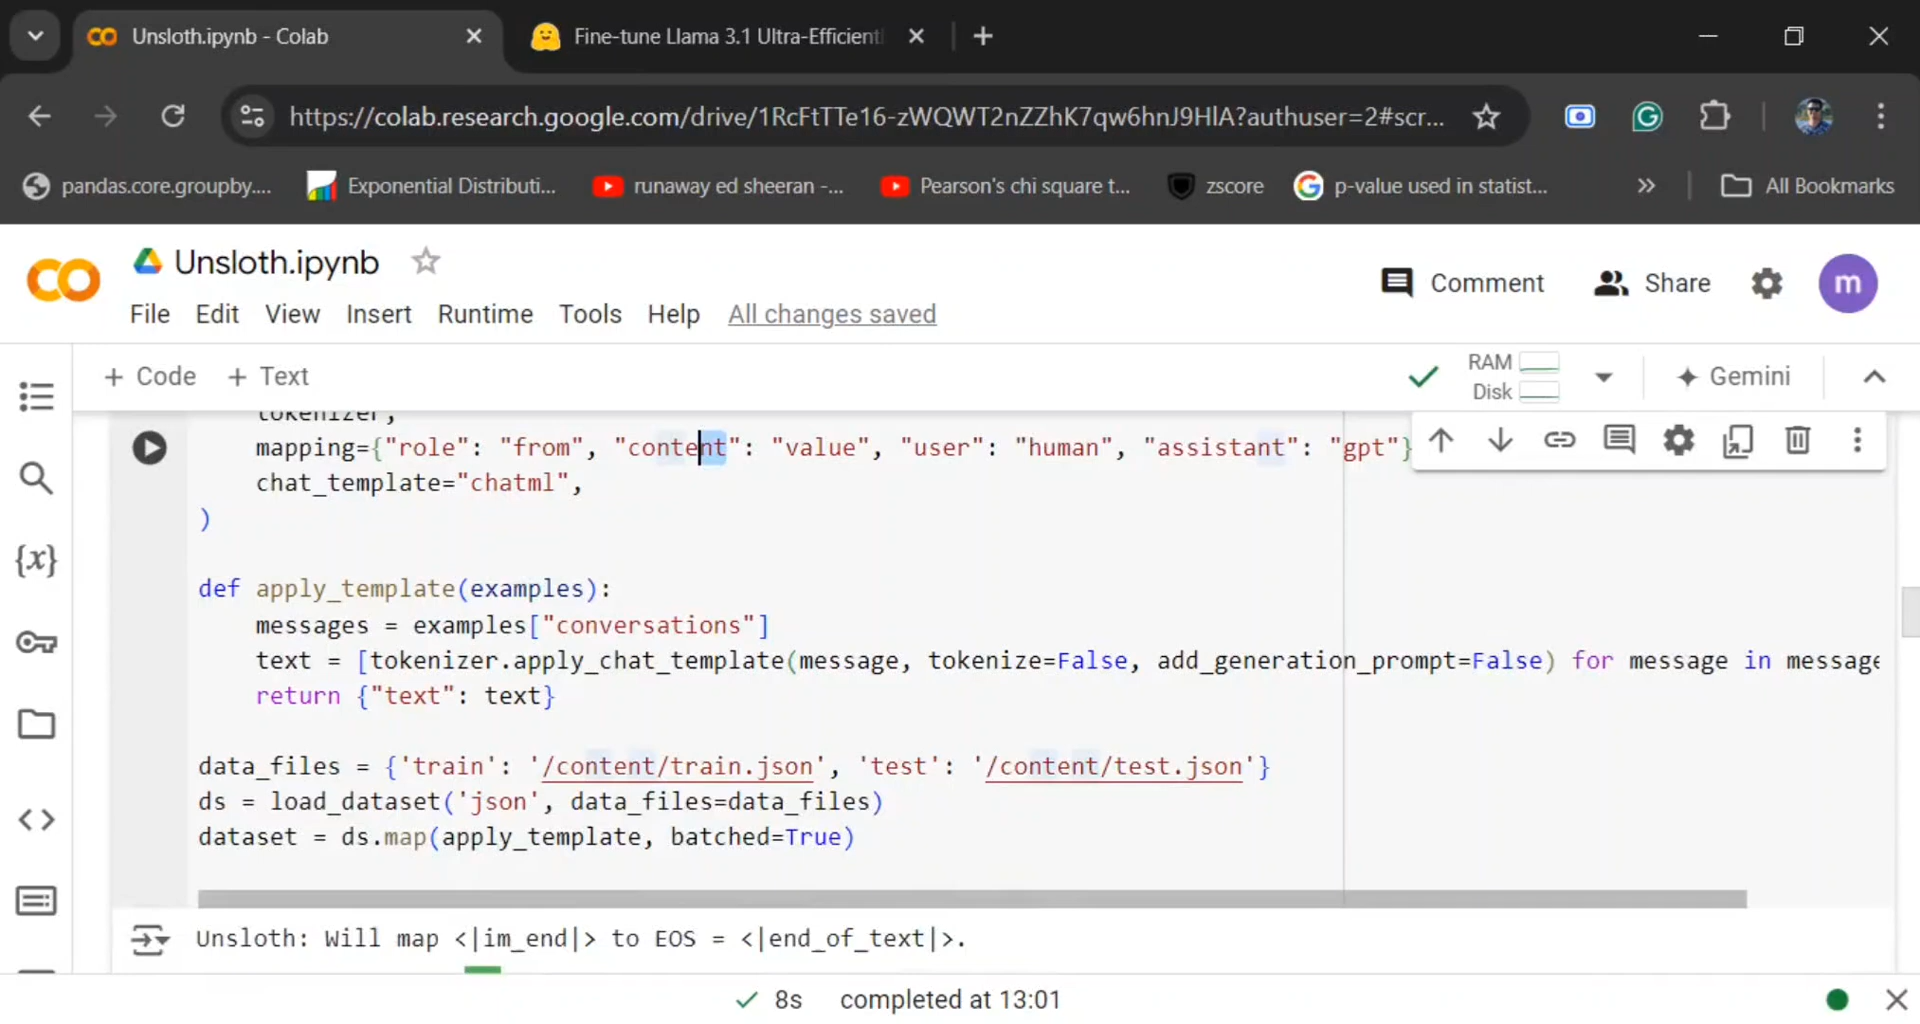 Unsloth.ipynb - Colab
Fine-tune Llama 3.1 Ultra-Efficientl
https://colab.research.google.com/drive/1RcFtTTe16-zWQWT2nZZhK7qw6hnJ9HlA?authuser=2#scr...
pandas.core.groupby....
Exponential Distributi...
runaway ed sheeran -...
Pearson's chi square t...
zscore
p-value used in statist...
All Bookmarks
Unsloth.ipynb
Comment
Share
m
File Edit View Insert Runtime Tools Help All changes saved
+ Code + Text
RAM
Disk
Gemini
tokenizer,
mapping={"role": "from", "content": "value", "user": "human", "assistant": "gpt"}
chat_template="chatml",
)
def apply_template(examples):
messages = examples["conversations"]
text = [tokenizer.apply_chat_template(message, tokenize=False, add_generation_prompt=False) for message in message
return {"text": text}
data_files = {'train': '/content/train.json', 'test': '/content/test.json'}
ds = load_dataset('json', data_files=data_files)
dataset = ds.map(apply_template, batched=True)
Unsloth: Will map <|im_end|> to EOS = <|end_of_text|>.
8s completed at 13:01